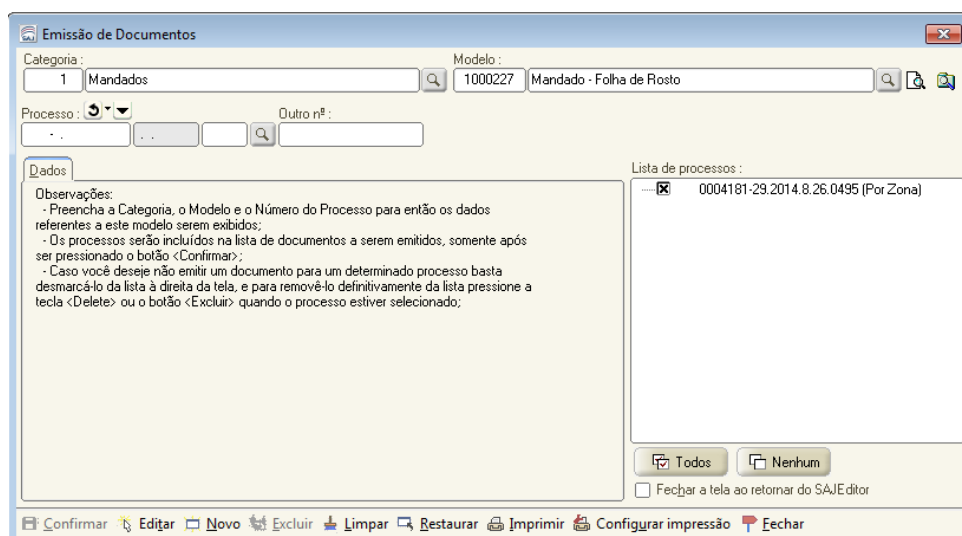 Emissão de Documentos
Categoria : Modelo :
1 Mandados 1000227 Mandado - Folha de Rosto
Processo : Outro nº :
- . . .
Dados Lista de processos :
0004181-29.2014.8.26.0495 (Por Zona)
Observações:
- Preencha a Categoria, o Modelo e o Número do Processo para então os dados
referentes a este modelo serem exibidos;
- Os processos serão incluídos na lista de documentos a serem emitidos, somente após
ser pressionado o botão <Confirmar>;
- Caso você deseje não emitir um documento para um determinado processo basta
desmarcá-lo da lista à direita da tela, e para removê-lo definitivamente da lista pressione a
tecla <Delete> ou o botão <Excluir> quando o processo estiver selecionado;
Todos Nenhum
Fechar a tela ao retornar do SAJEditor
Confirmar Editar Novo Excluir Limpar Restaurar Imprimir Configurar impressão Fechar